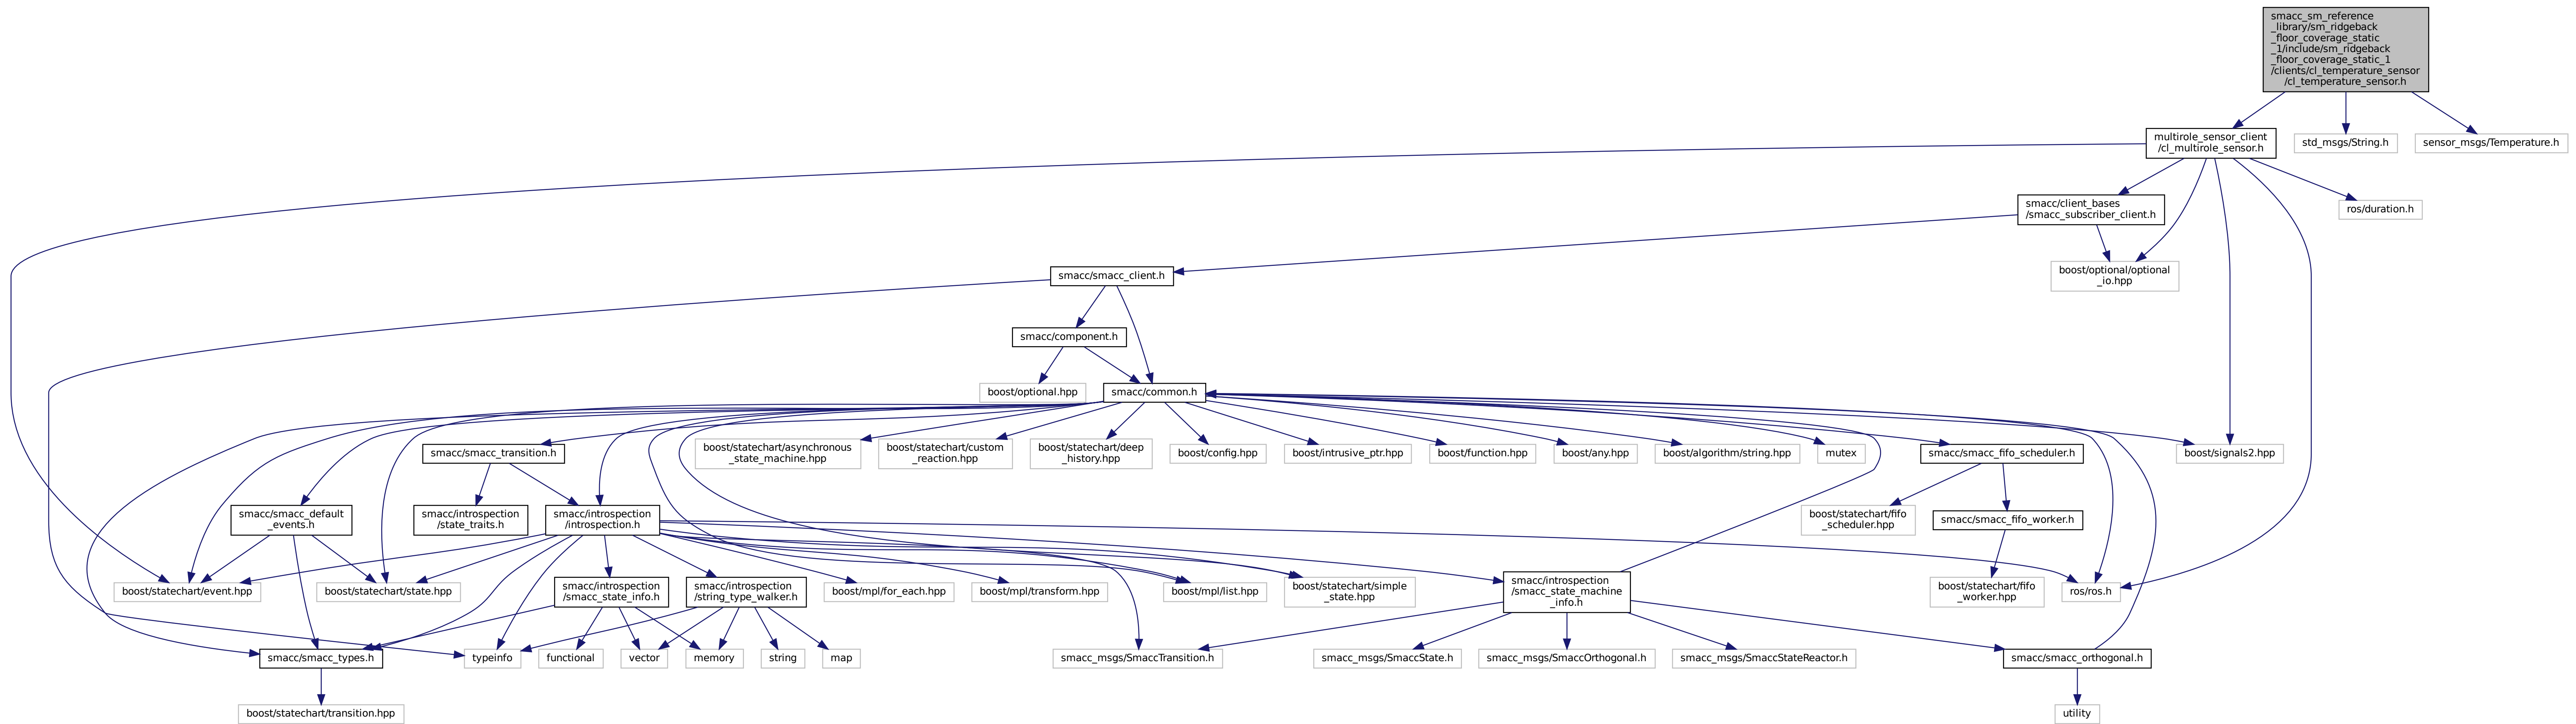 smacc_sm_reference
_library/sm_ridgeback
_floor_coverage_static
_1/include/sm_ridgeback
_floor_coverage_static_1
/clients/cl_temperature_sensor
/cl_temperature_sensor.h
multirole_sensor_client
/cl_multirole_sensor.h
std_msgs/String.h
sensor_msgs/Temperature.h
smacc/client_bases
/smacc_subscriber_client.h
ros/duration.h
smacc/smacc_client.h
boost/optional/optional
_io.hpp
smacc/component.h
boost/optional.hpp
smacc/common.h
smacc/smacc_transition.h
boost/statechart/asynchronous
_state_machine.hpp
boost/statechart/custom
_reaction.hpp
boost/statechart/deep
_history.hpp
boost/config.hpp
boost/intrusive_ptr.hpp
boost/function.hpp
boost/any.hpp
boost/algorithm/string.hpp
mutex
smacc/smacc_fifo_scheduler.h
boost/signals2.hpp
smacc/smacc_default
_events.h
smacc/introspection
/state_traits.h
smacc/introspection
/introspection.h
boost/statechart/fifo
_scheduler.hpp
smacc/smacc_fifo_worker.h
boost/statechart/event.hpp
boost/statechart/state.hpp
smacc/introspection
/smacc_state_info.h
smacc/introspection
/string_type_walker.h
boost/mpl/for_each.hpp
boost/mpl/transform.hpp
boost/mpl/list.hpp
boost/statechart/simple
_state.hpp
smacc/introspection
/smacc_state_machine
_info.h
boost/statechart/fifo
_worker.hpp
ros/ros.h
smacc/smacc_types.h
typeinfo
functional
vector
memory
string
map
smacc_msgs/SmaccTransition.h
smacc_msgs/SmaccState.h
smacc_msgs/SmaccOrthogonal.h
smacc_msgs/SmaccStateReactor.h
smacc/smacc_orthogonal.h
boost/statechart/transition.hpp
utility